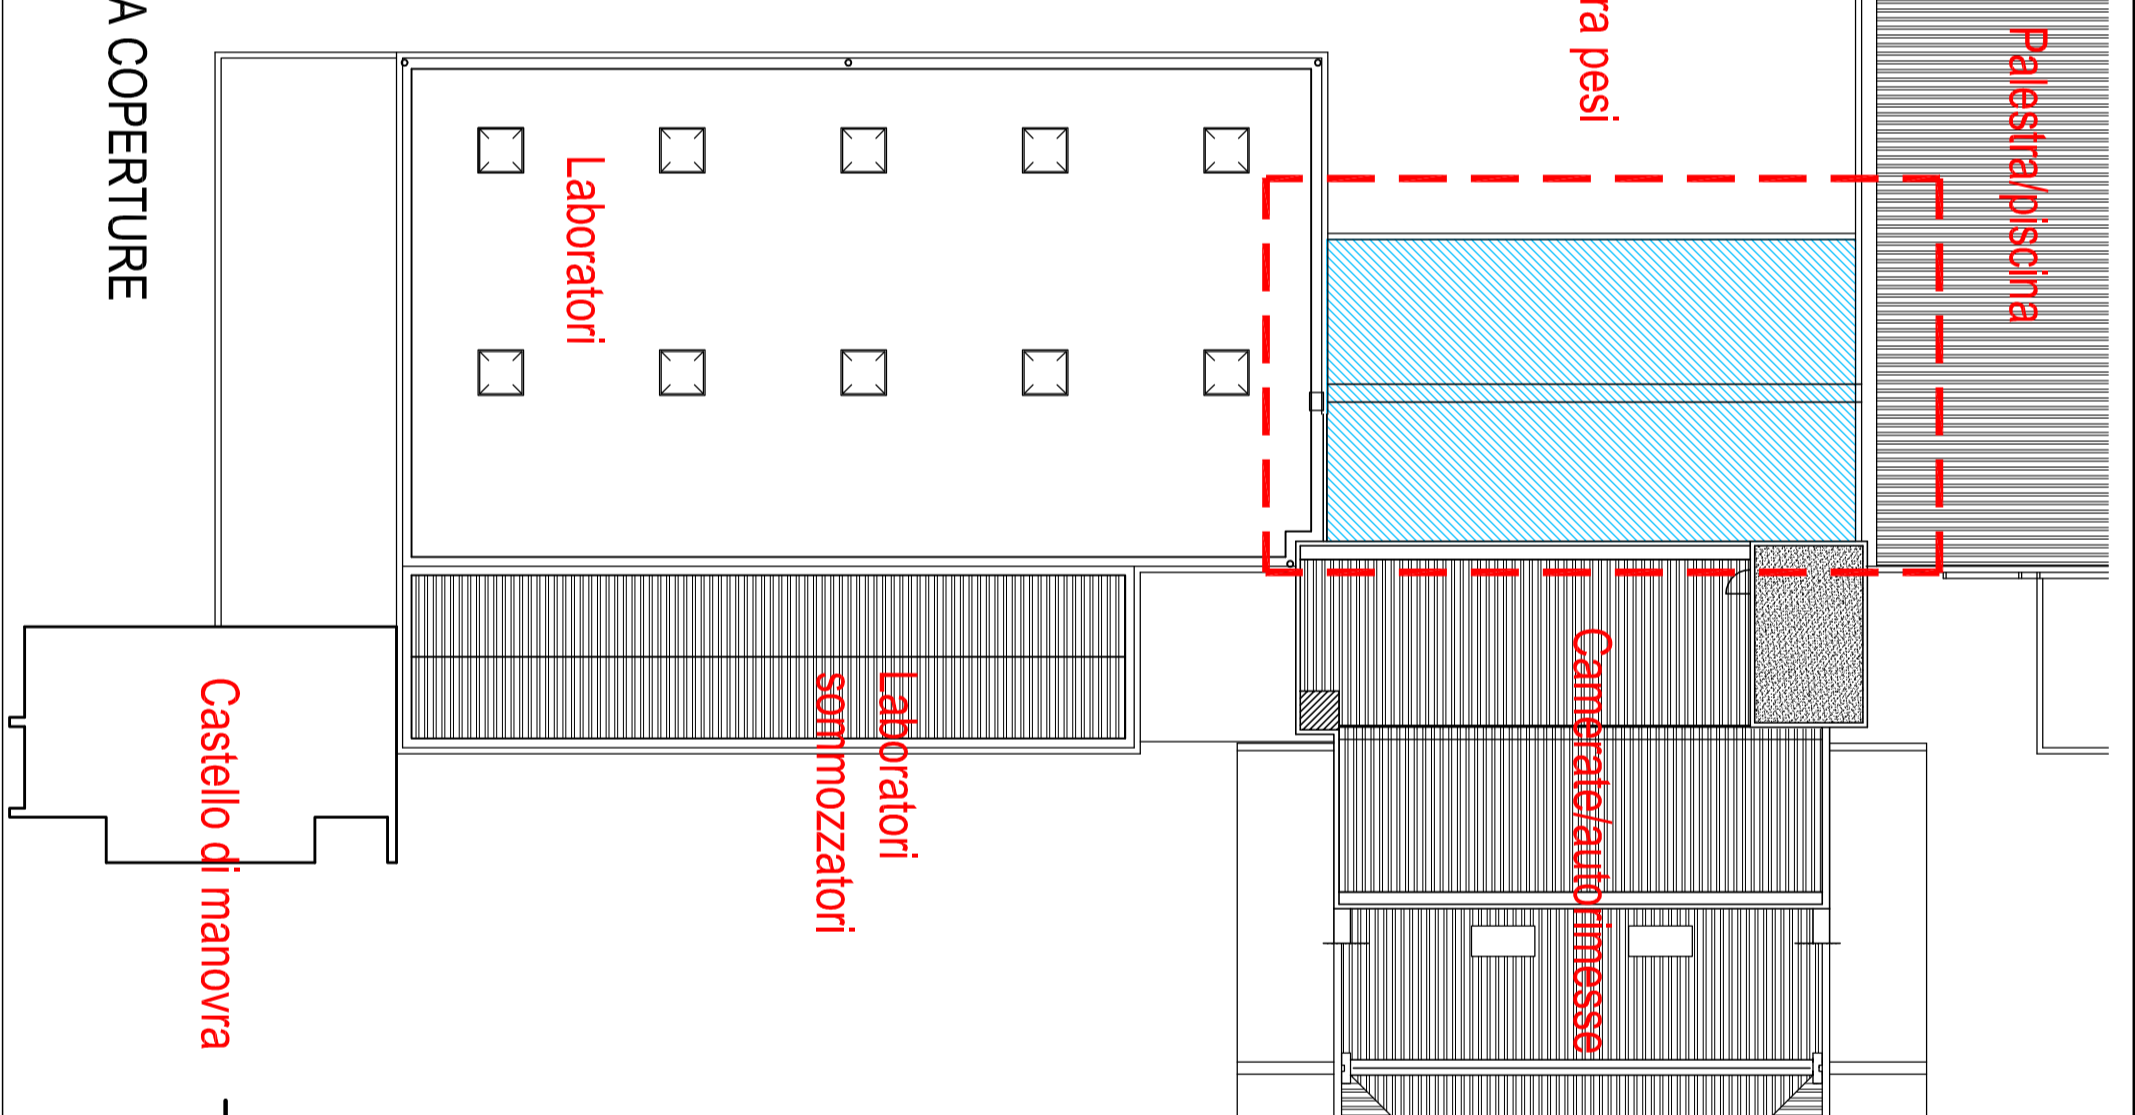 Palestra/piscina
ra pesi
Camerate/autorimesse
Laboratori
sommozzatori
Laboratori
Castello di manovra
A COPERTURE